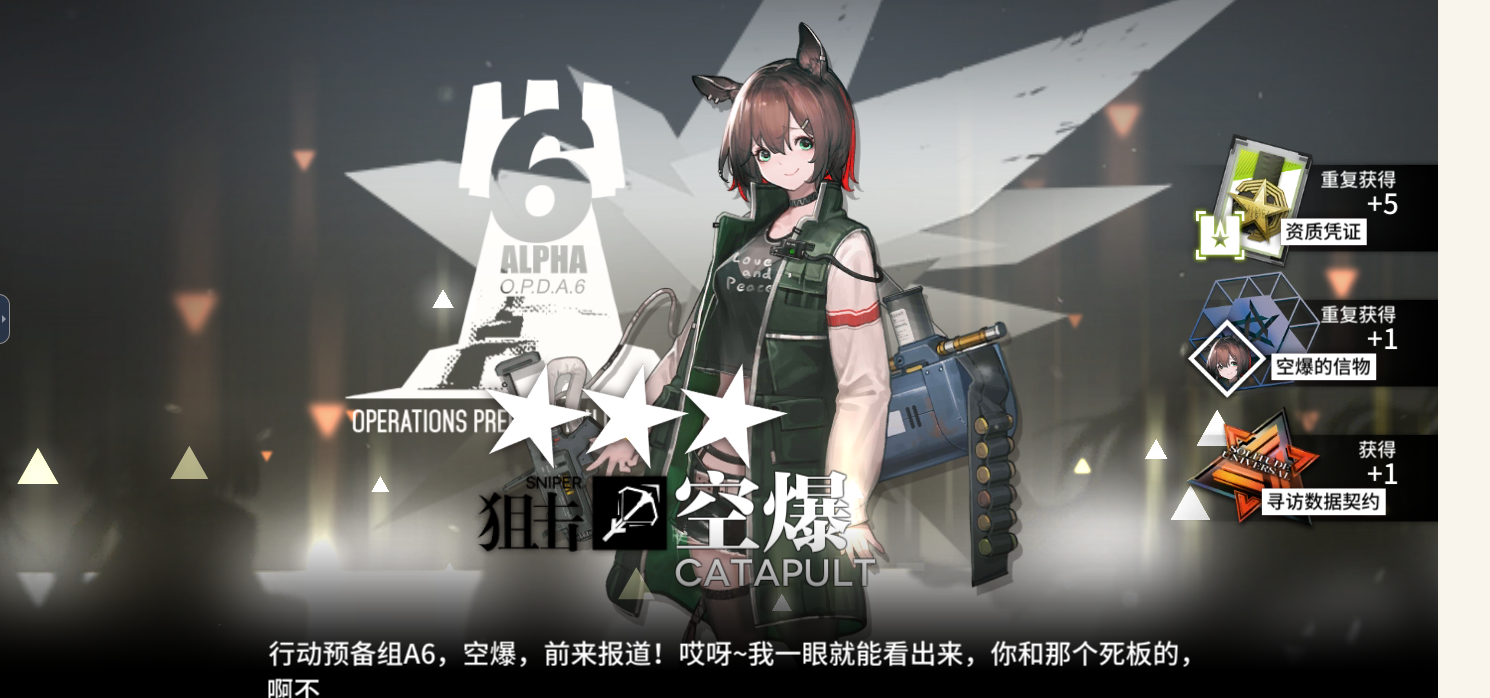 6
ALPHA
O.P.D.A.6
OPERATIONS PRE
Love
and
Peace
SNIPER
狙击
空爆
CATAPULT
重复获得
+5
资质凭证
重复获得
+1
空爆的信物
SOLITUDE
UNIVERSAL
获得
+1
寻访数据契约
行动预备组A6，空爆，前来报道！哎呀~我一眼就能看出来，你和那个死板的，
啊不